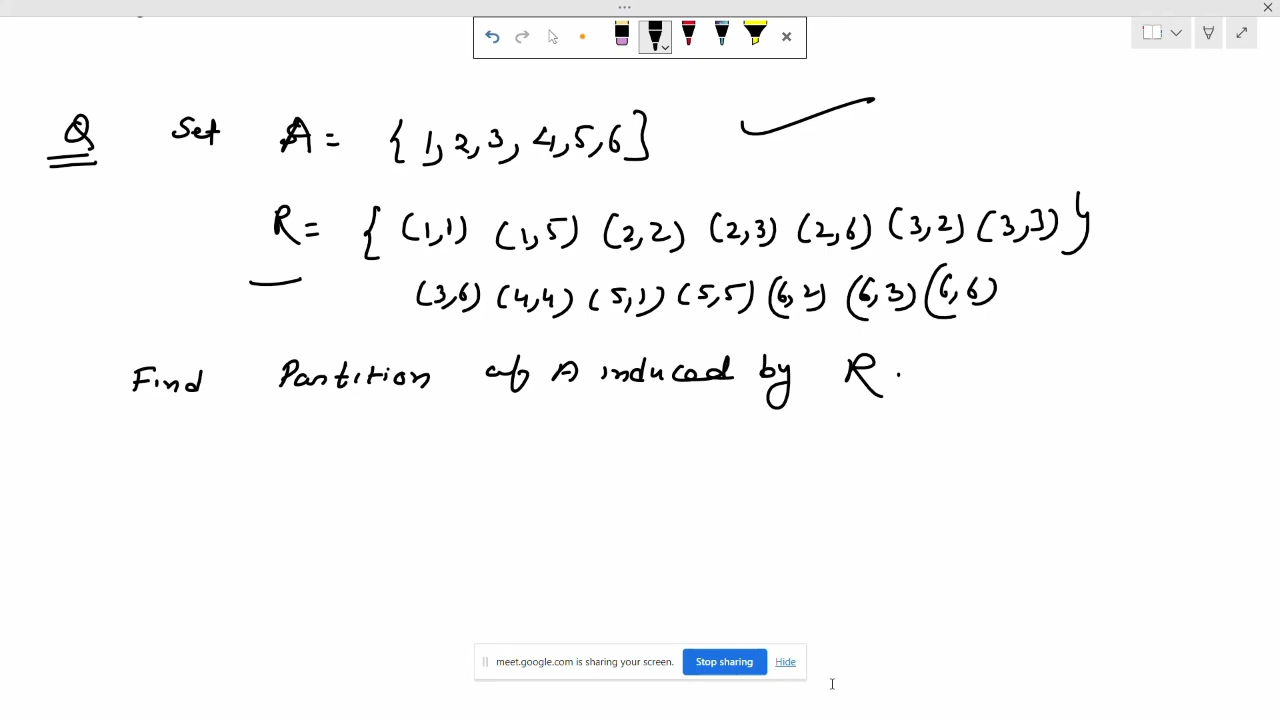 Q Set A = { 1, 2, 3, 4, 5, 6 }
R = { (1,1) (1,5) (2,2) (2,3) (2,6) (3,2) (3,3) }
(3,6) (4,4) (5,1) (5,5) (6,2) (6,3) (6,6)
Find Partition of A induced by R.
meet.google.com is sharing your screen. Stop sharing Hide